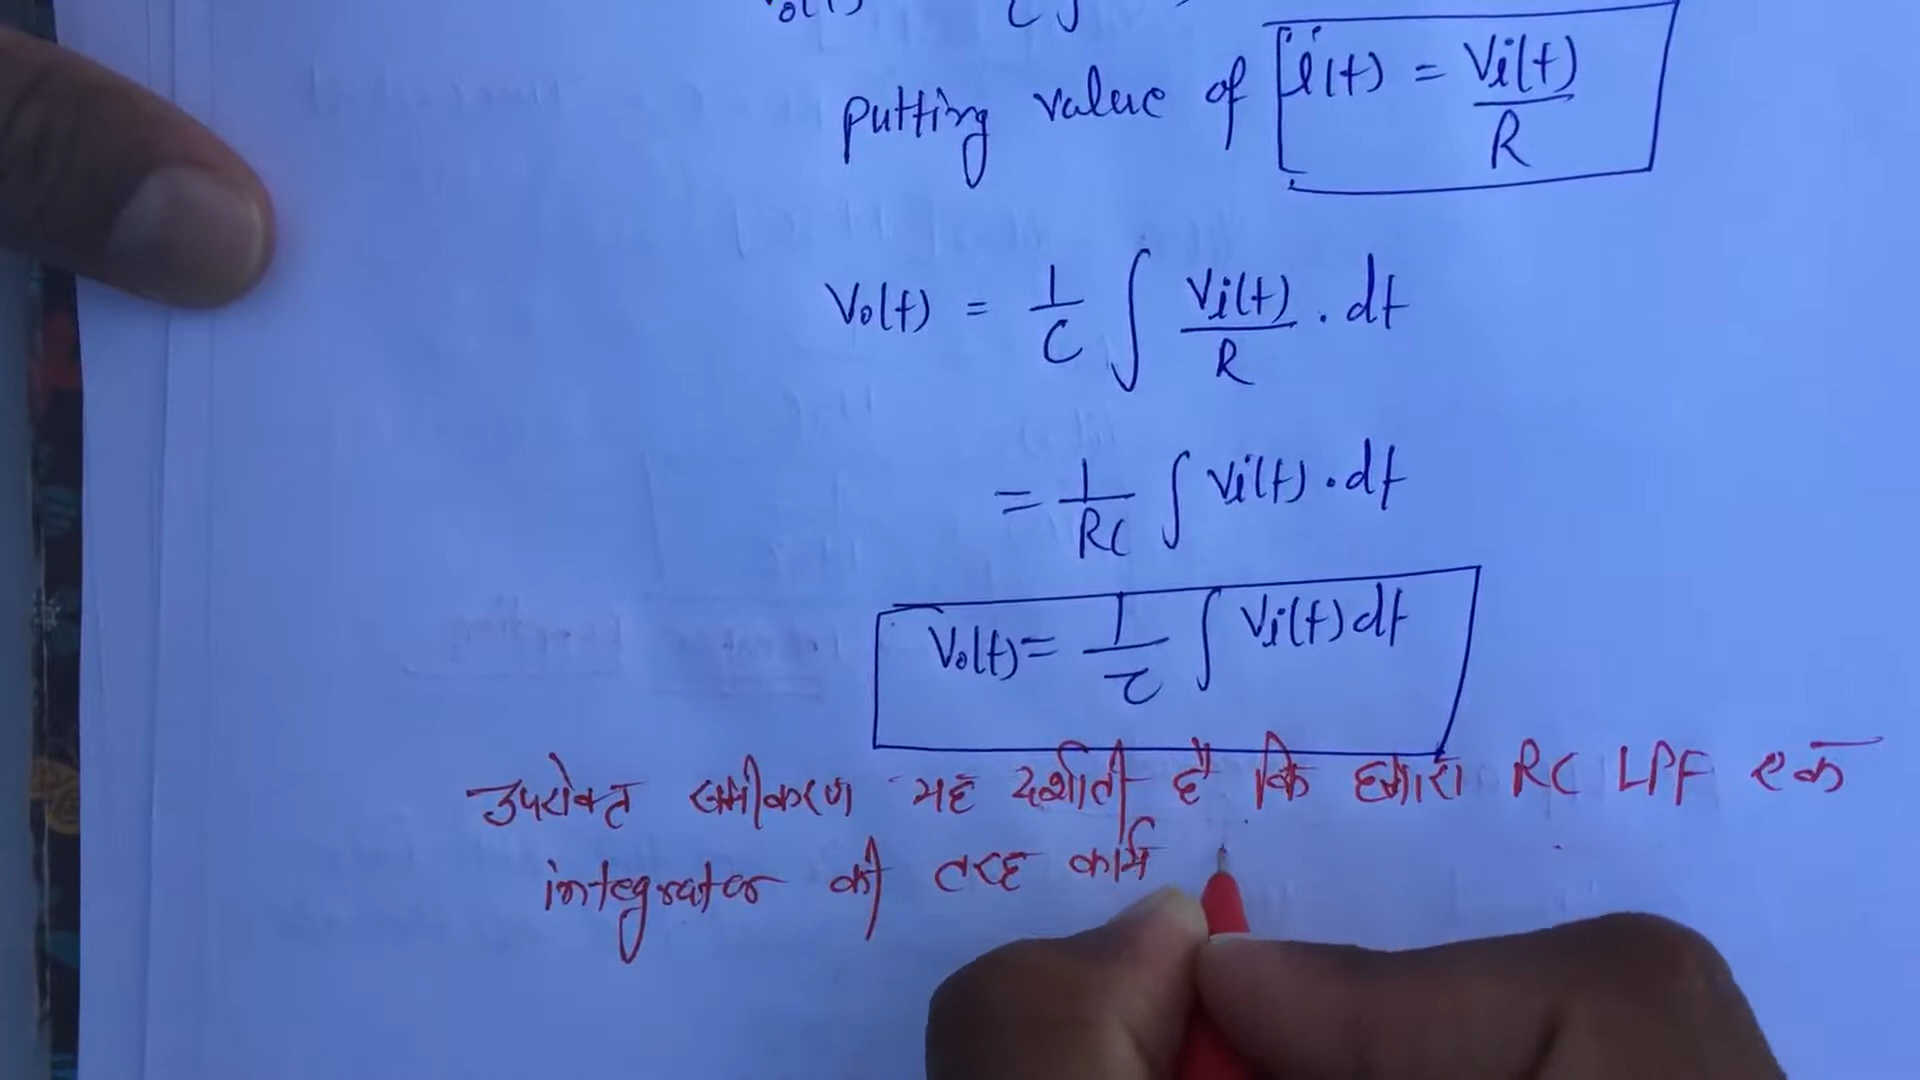 putting value of i(t) = Vi(t)/R
Vo(t) = 1/C ∫ Vi(t)/R . dt
= 1/RC ∫ Vi(t) . dt
Vo(t) = 1/τ ∫ Vi(t) dt
उपरोक्त समीकरण यह दर्शाती है कि हमारा RC LPF एक
integrator की तरह कार्य